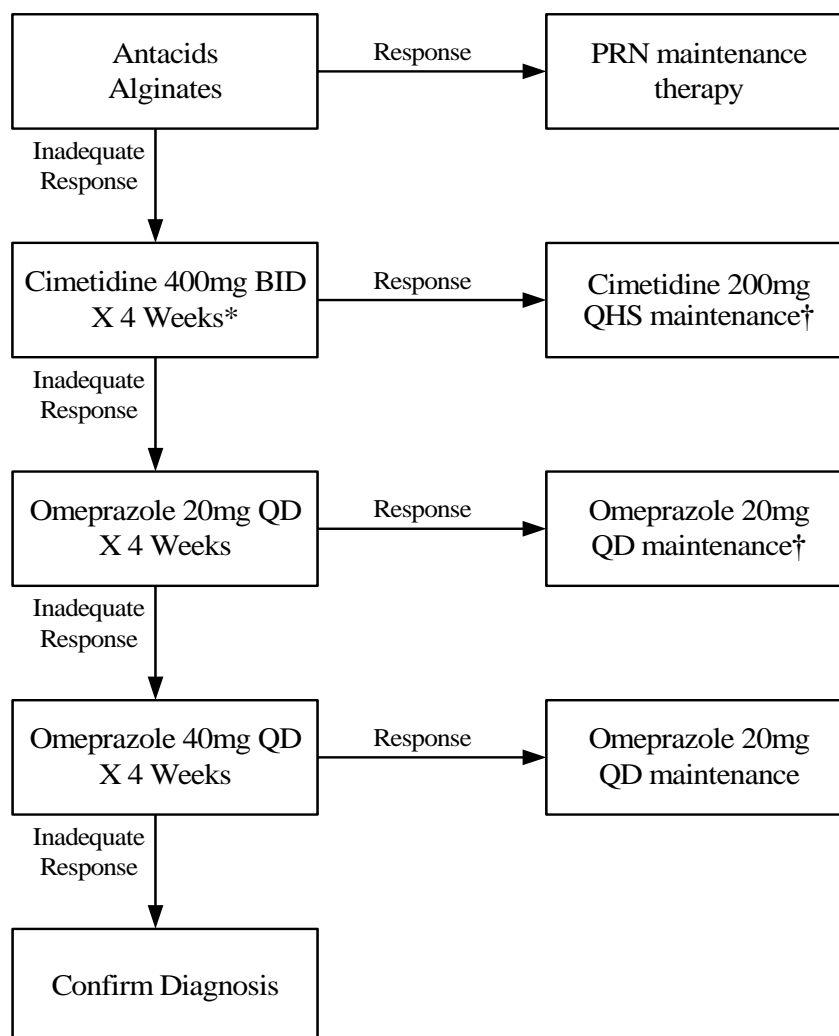 Antacids
Alginates
Response
PRN maintenance
therapy
Inadequate
Response
Cimetidine 400mg BID
X 4 Weeks*
Response
Cimetidine 200mg
QHS maintenance†
Inadequate
Response
Omeprazole 20mg QD
X 4 Weeks
Response
Omeprazole 20mg
QD maintenance†
Inadequate
Response
Omeprazole 40mg QD
X 4 Weeks
Response
Omeprazole 20mg
QD maintenance
Inadequate
Response
Confirm Diagnosis